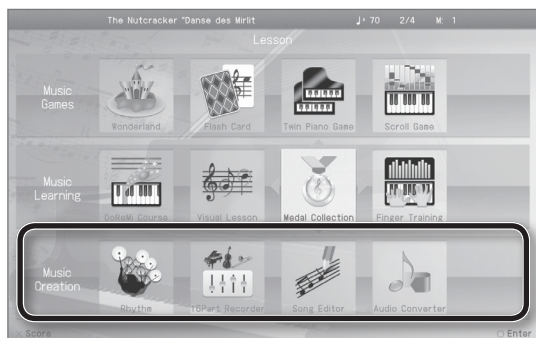 The Nutcracker "Danse des Mirlit ♩= 70 2/4 M: 1
Lesson
Music
Games
Wonderland Flash Card Twin Piano Game Scroll Game
Music
Learning
DoReMi Course Visual Lesson Medal Collection Finger Training
Music
Creation
Rhythm 16Part Recorder Song Editor Audio Converter
× Score ○ Enter